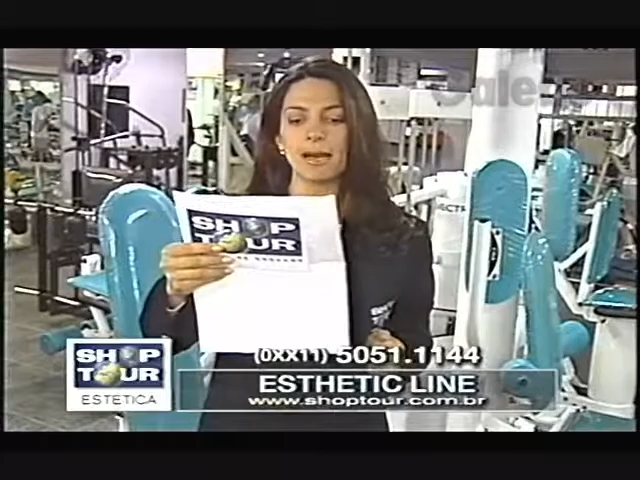 SHOP
TOUR
SHOP
TOUR
ESTETICA
(0XX11) 5051.1144
ESTHETIC LINE
www.shoptour.com.br